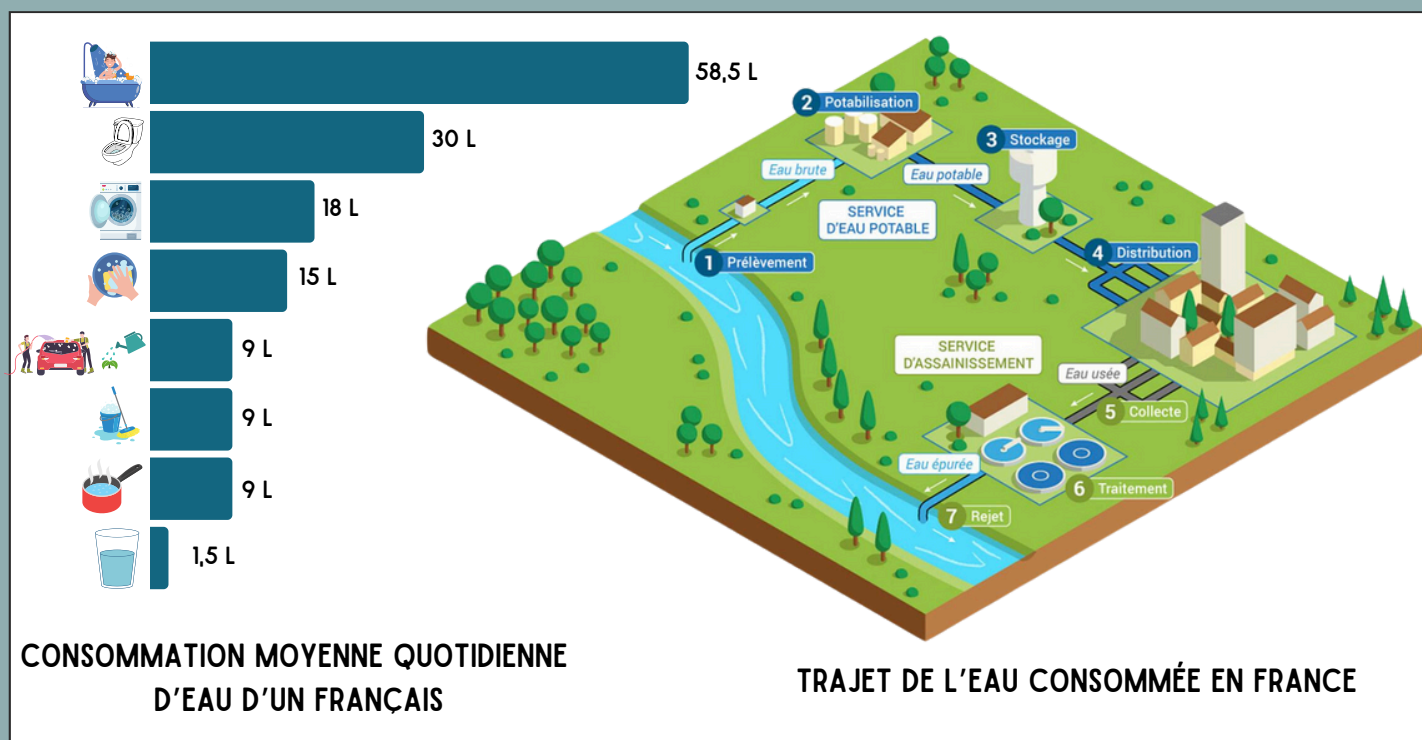 58,5 L
30 L
18 L
15 L
9 L
9 L
9 L
1,5 L
CONSOMMATION MOYENNE QUOTIDIENNE
D'EAU D'UN FRANÇAIS
2 Potabilisation
3 Stockage
Eau brute
Eau potable
SERVICE
D'EAU POTABLE
1 Prélèvement
4 Distribution
SERVICE
D'ASSAINISSEMENT
Eau usée
5 Collecte
Eau épurée
6 Traitement
7 Rejet
TRAJET DE L'EAU CONSOMMÉE EN FRANCE